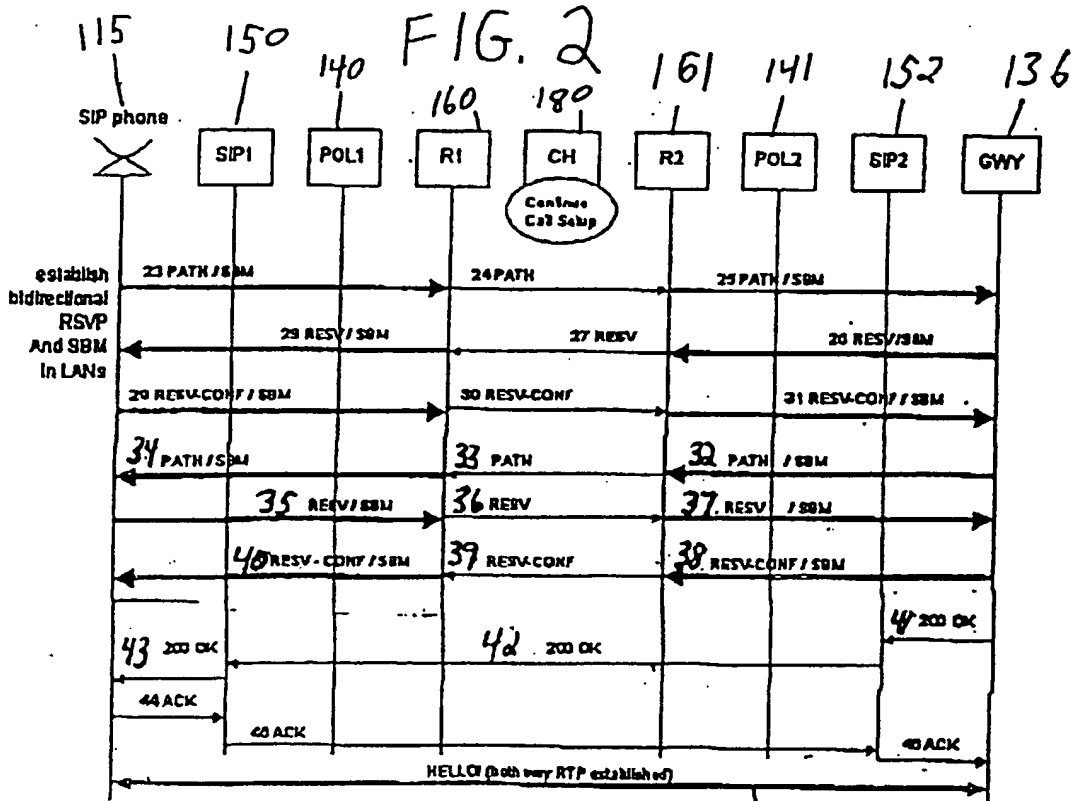 FIG. 2
115 150 140 160 180 161 141 152 136
SIP phone
SIP1 POL1 R1 CH R2 POL2 SIP2 GWY
Continue
Call Setup
establish
bidirectional
RSVP
And SBM
in LANs
23 PATH / SBM 24 PATH 25 PATH / SBM
29 RESV / SBM 27 RESV 28 RESV/SBM
29 RESV-CONF / SBM 30 RESV-CONF 31 RESV-CONF / SBM
34 PATH / SBM 33 PATH 32 PATH / SBM
35 RESV / SBM 36 RESV 37. RESV / SBM
40 RESV-CONF / SBM 39 RESV-CONF 38 RESV-CONF / SBM
200 OK
43 200 OK 42 200 OK
44 ACK
ACK ACK
HELLO! (both way RTP established)